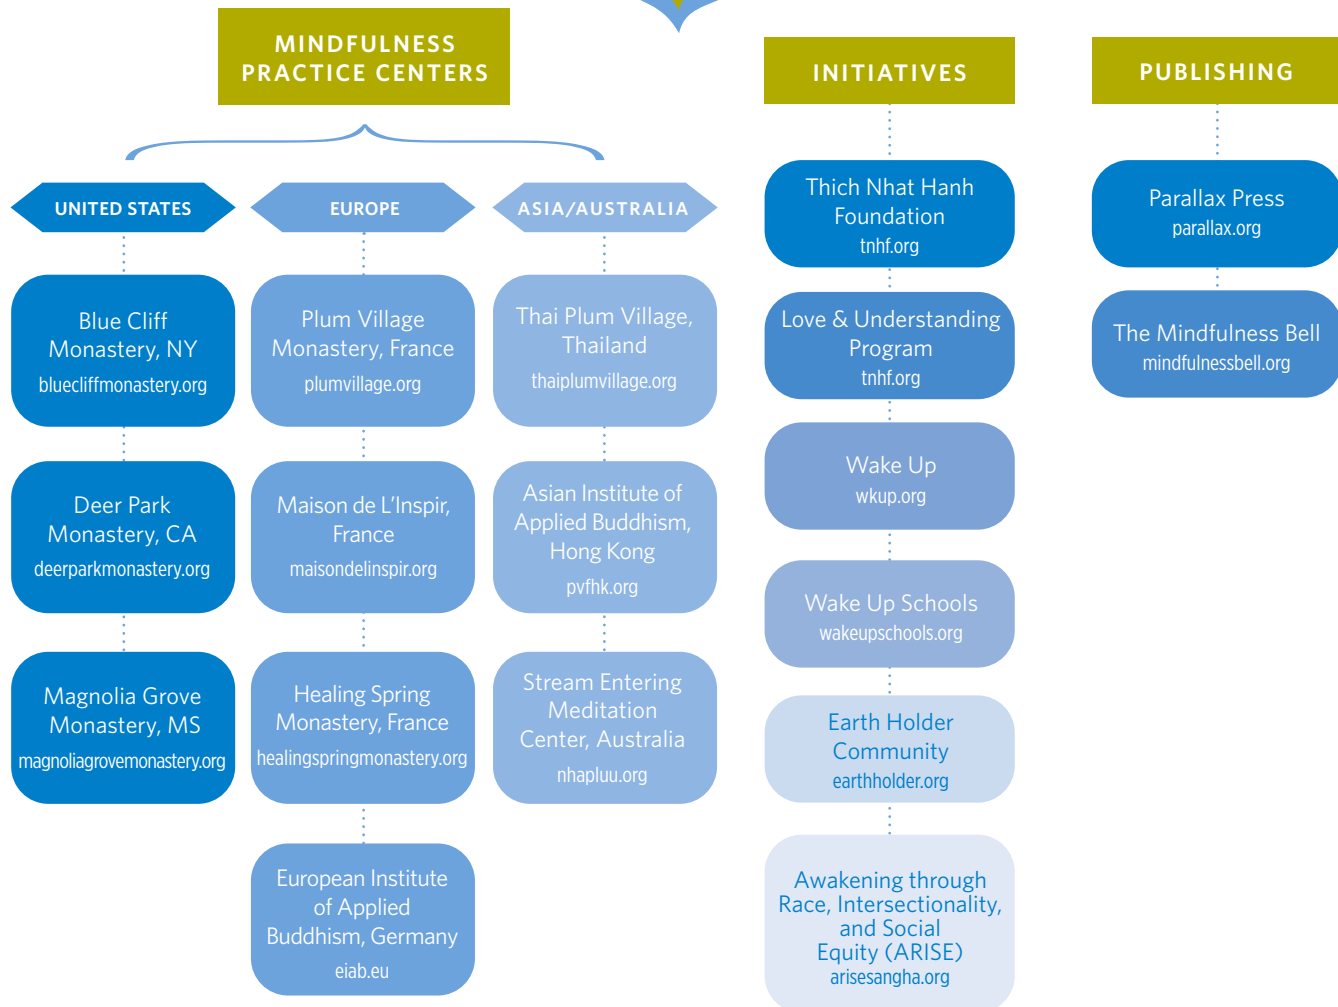 MINDFULNESS
PRACTICE CENTERS
UNITED STATES
Blue Cliff
Monastery, NY
bluecliffmonastery.org
Deer Park
Monastery, CA
deerparkmonastery.org
Magnolia Grove
Monastery, MS
magnoliagrovemonastery.org
EUROPE
Plum Village
Monastery, France
plumvillage.org
Maison de L'Inspir,
France
maisondelinspir.org
Healing Spring
Monastery, France
healingspringmonastery.org
European Institute
of Applied
Buddhism, Germany
eiab.eu
ASIA/AUSTRALIA
Thai Plum Village,
Thailand
thaiplumvillage.org
Asian Institute of
Applied Buddhism,
Hong Kong
pvfhk.org
Stream Entering
Meditation
Center, Australia
nhapluu.org
INITIATIVES
Thich Nhat Hanh
Foundation
tnhf.org
Love & Understanding
Program
tnhf.org
Wake Up
wkup.org
Wake Up Schools
wakeupschools.org
Earth Holder
Community
earthholder.org
Awakening through
Race, Intersectionality,
and Social
Equity (ARISE)
arisesangha.org
PUBLISHING
Parallax Press
parallax.org
The Mindfulness Bell
mindfulnessbell.org